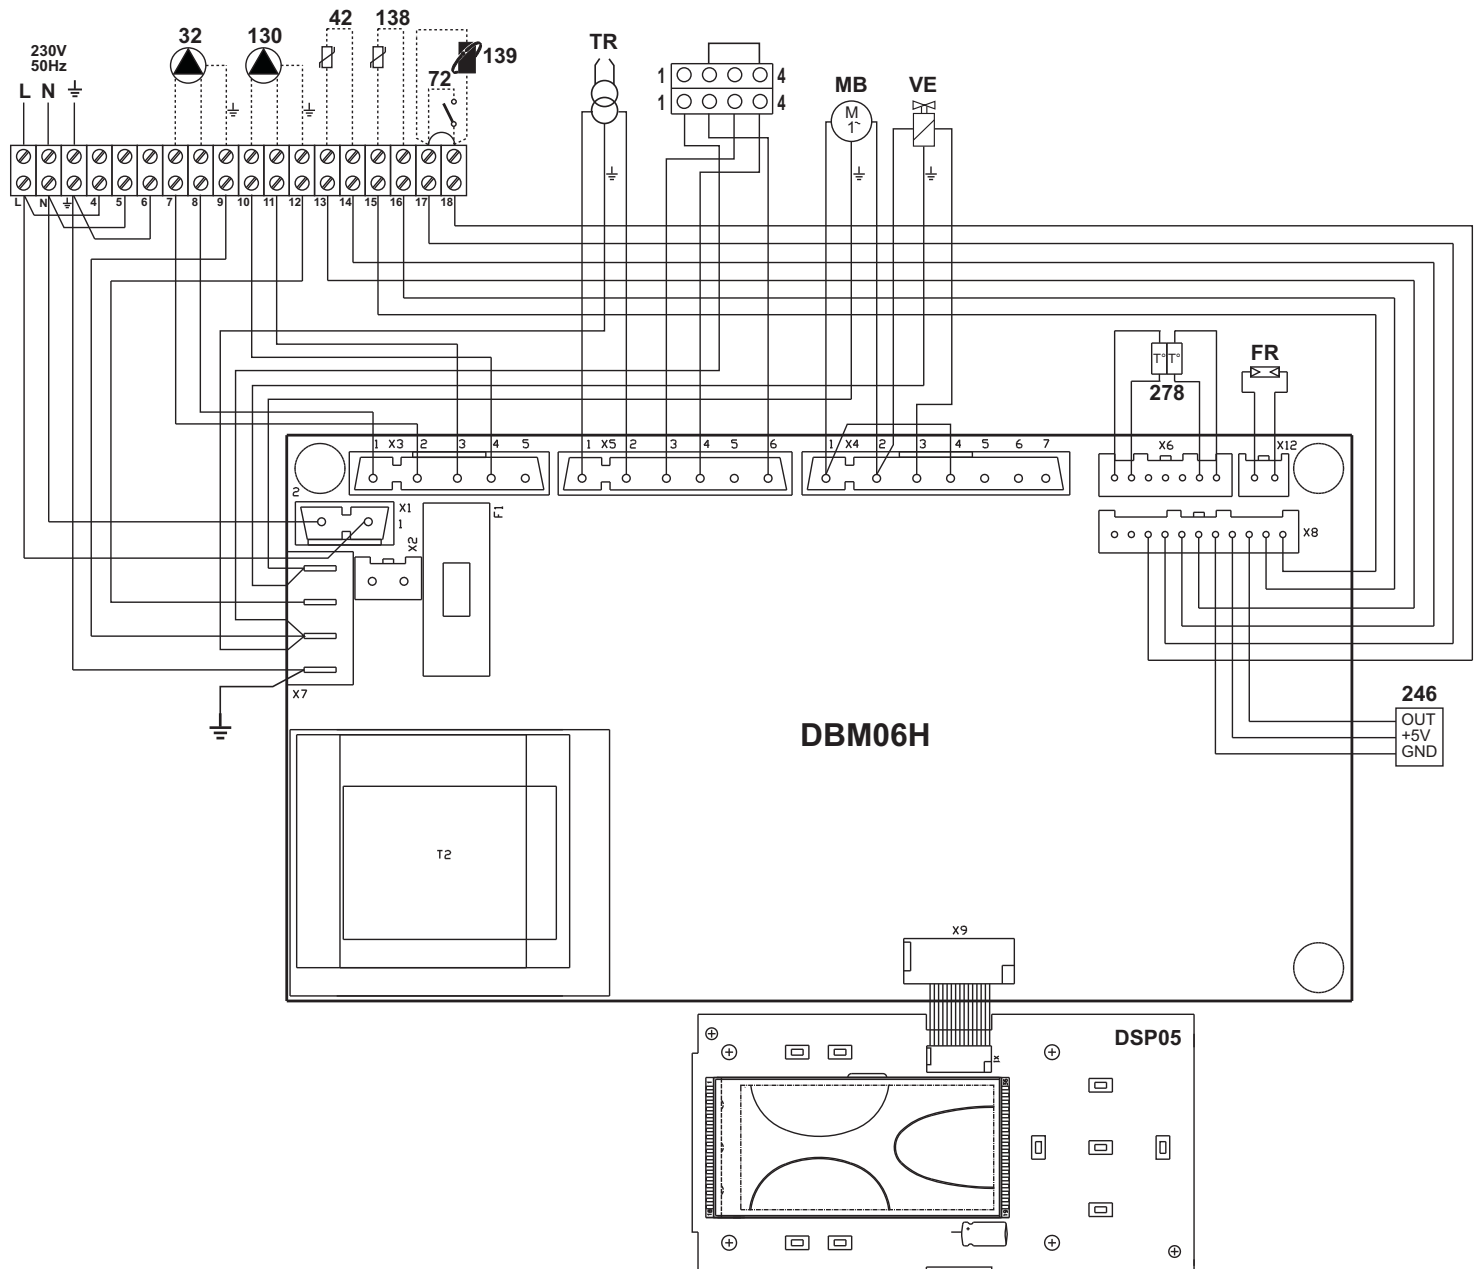 32 130 42 138 139 72
230V
50Hz
L N
TR
1 4
1 4
MB
M
1~
VE
L N 4 5 6 7 8 9 10 11 12 13 14 15 16 17 18
T° T°
278
FR
1 X3 2 3 4 5
1 X5 2 3 4 5 6
1 X4 2 3 4 5 6 7
X6
X12
2
X1
1
F1
X2
X8
X7
246
OUT
+5V
GND
DBM06H
T2
X9
DSP05
X1